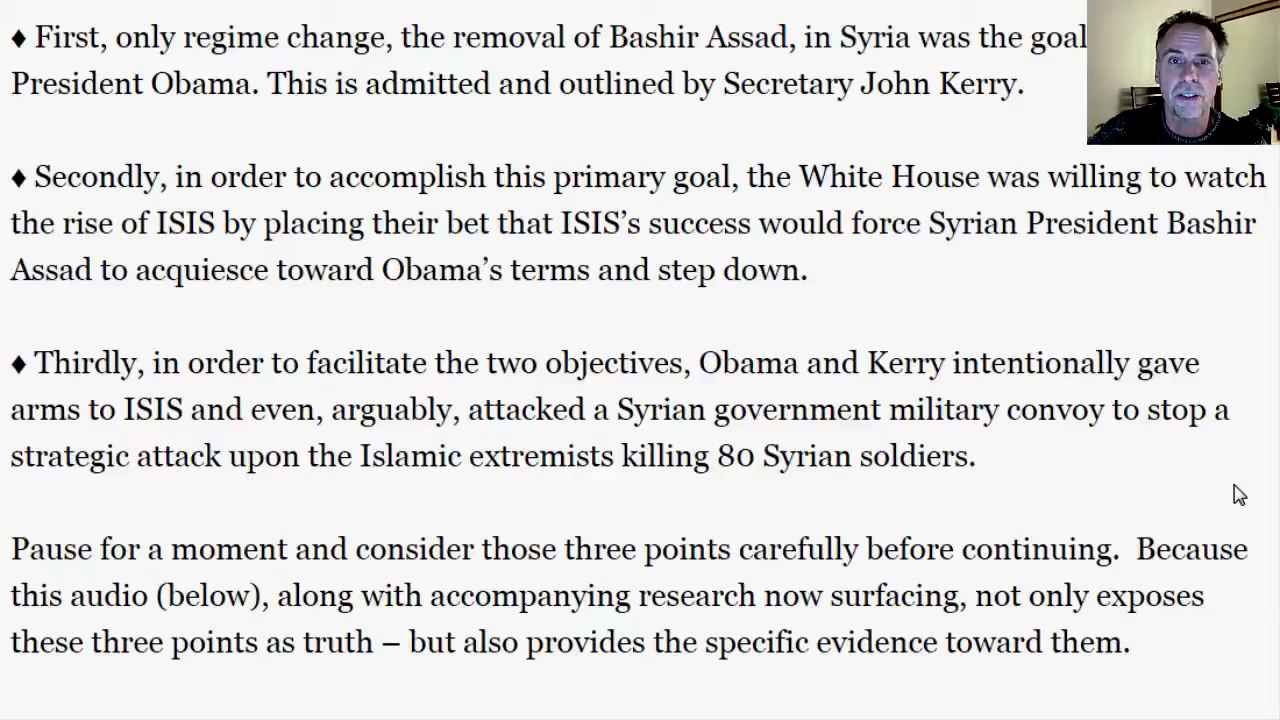 ♦ First, only regime change, the removal of Bashir Assad, in Syria was the goal
President Obama. This is admitted and outlined by Secretary John Kerry.
♦ Secondly, in order to accomplish this primary goal, the White House was willing to watch
the rise of ISIS by placing their bet that ISIS’s success would force Syrian President Bashir
Assad to acquiesce toward Obama’s terms and step down.
♦ Thirdly, in order to facilitate the two objectives, Obama and Kerry intentionally gave
arms to ISIS and even, arguably, attacked a Syrian government military convoy to stop a
strategic attack upon the Islamic extremists killing 80 Syrian soldiers.
Pause for a moment and consider those three points carefully before continuing.  Because
this audio (below), along with accompanying research now surfacing, not only exposes
these three points as truth – but also provides the specific evidence toward them.